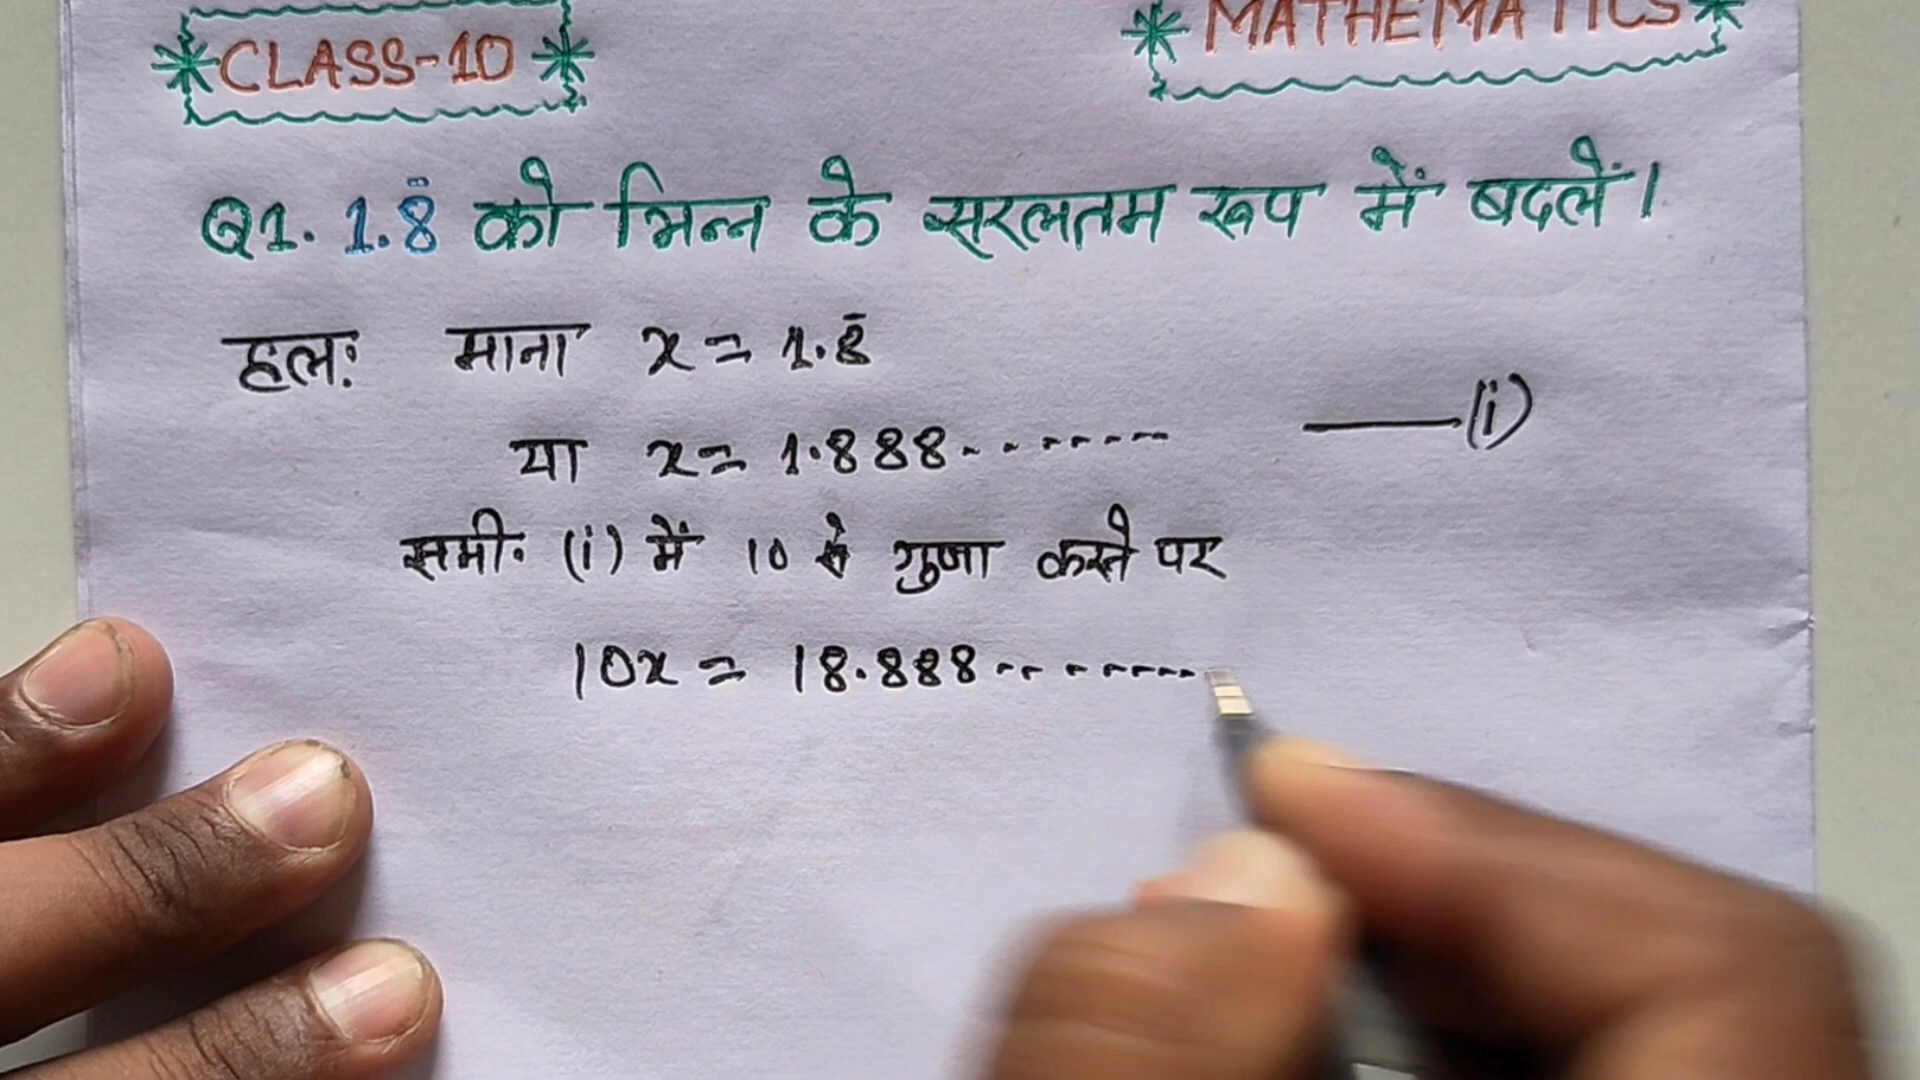 CLASS-10
MATHEMATICS
Q1. 1.8̄ को भिन्न के सरलतम रूप में बदलें।
हलः माना x = 1.8̄
या x = 1.888....... ——(i)
समी. (i) में 10 से गुणा करने पर
10x = 18.888........